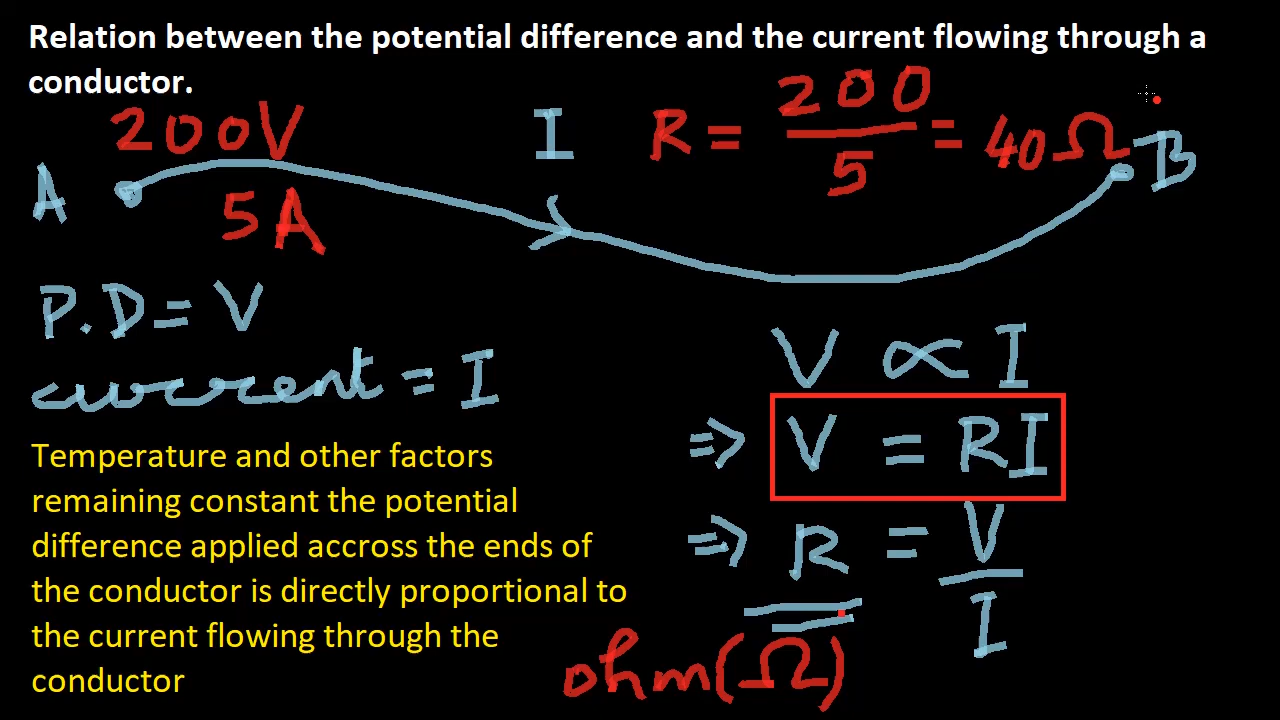 Relation between the potential difference and the current flowing through a
conductor.
200V
I
R = 200/5 = 40Ω
A
B
5A
P.D = V
current = I
V ∝ I
⇒ V = RI
⇒ R = V/I
Temperature and other factors
remaining constant the potential
difference applied accross the ends of
the conductor is directly proportional to
the current flowing through the
conductor
ohm(Ω)